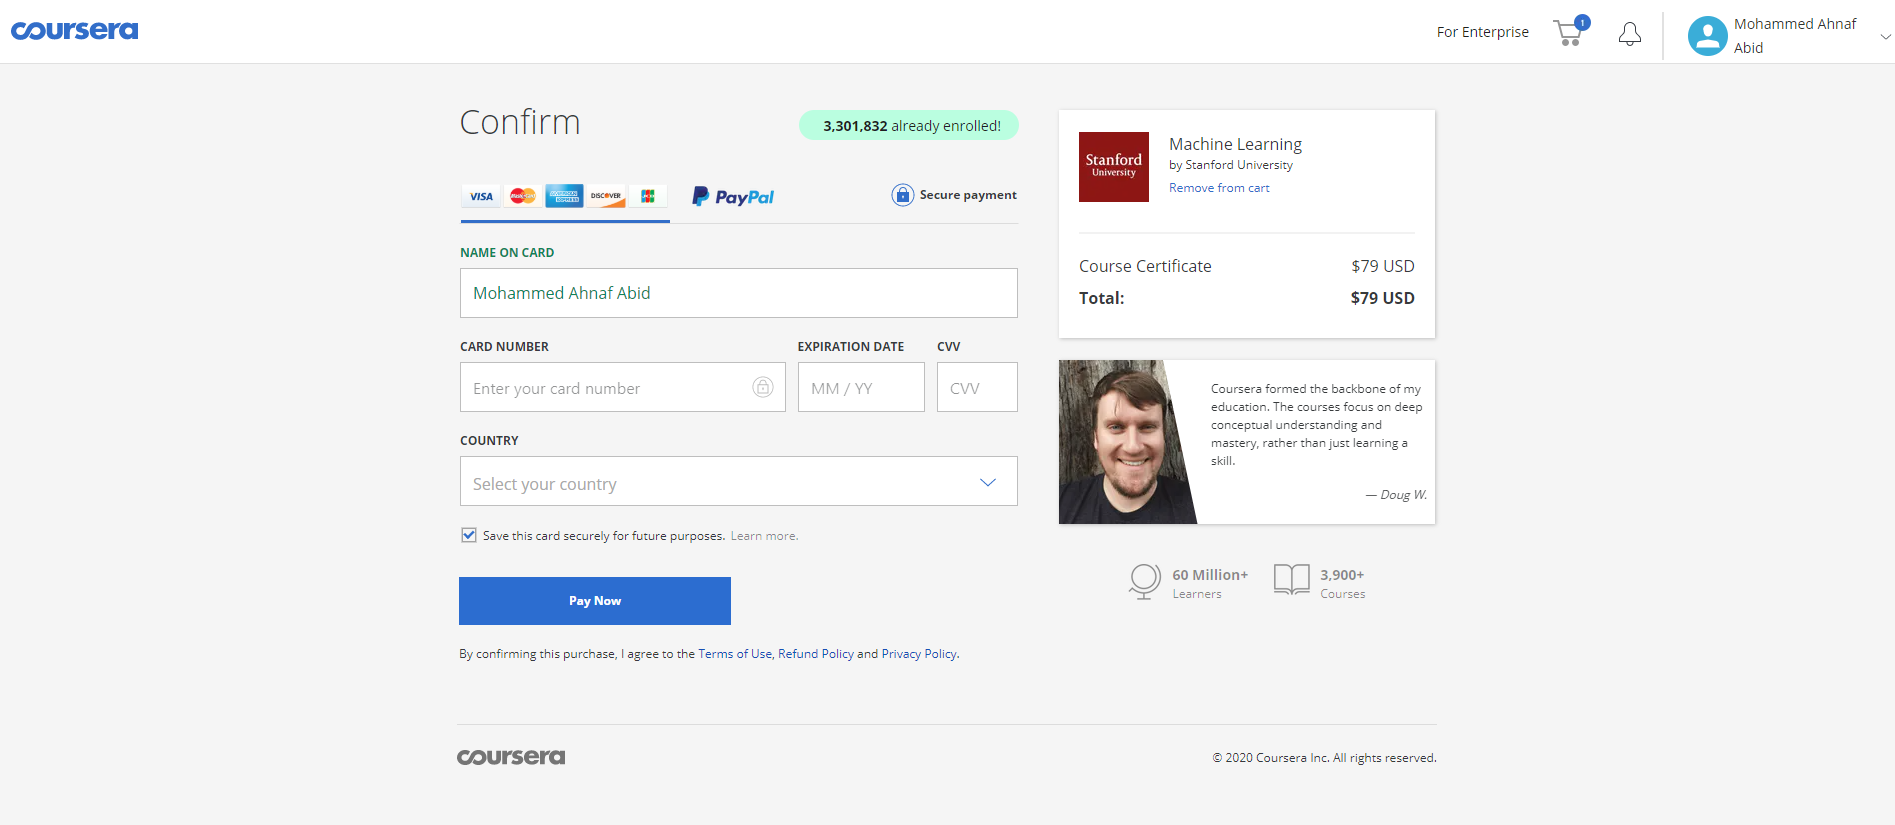 coursera
For Enterprise
1
Mohammed Ahnaf
Abid
Confirm
3,301,832 already enrolled!
VISA
MasterCard
AMERICAN EXPRESS
DISCOVER
JCB
PayPal
Secure payment
NAME ON CARD
Mohammed Ahnaf Abid
CARD NUMBER
EXPIRATION DATE
CVV
Enter your card number
MM / YY
CVV
COUNTRY
Select your country
Save this card securely for future purposes. Learn more.
Pay Now
By confirming this purchase, I agree to the Terms of Use, Refund Policy and Privacy Policy.
Stanford
University
Machine Learning
by Stanford University
Remove from cart
Course Certificate $79 USD
Total: $79 USD
Coursera formed the backbone of my
education. The courses focus on deep
conceptual understanding and
mastery, rather than just learning a
skill.
— Doug W.
60 Million+
Learners
3,900+
Courses
coursera
© 2020 Coursera Inc. All rights reserved.